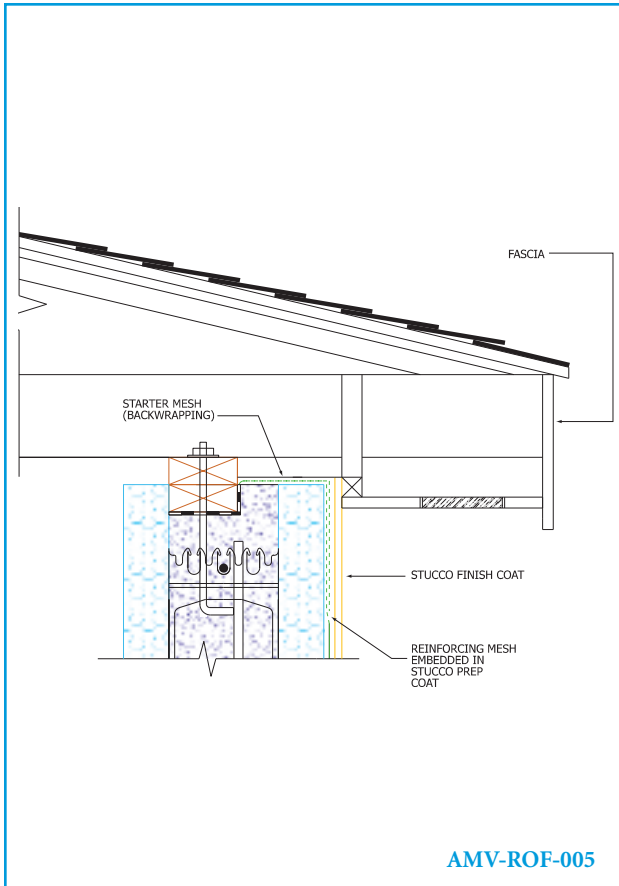 FASCIA
STARTER MESH
(BACKWRAPPING)
STUCCO FINISH COAT
REINFORCING MESH
EMBEDDED IN
STUCCO PREP
COAT
AMV-ROF-005